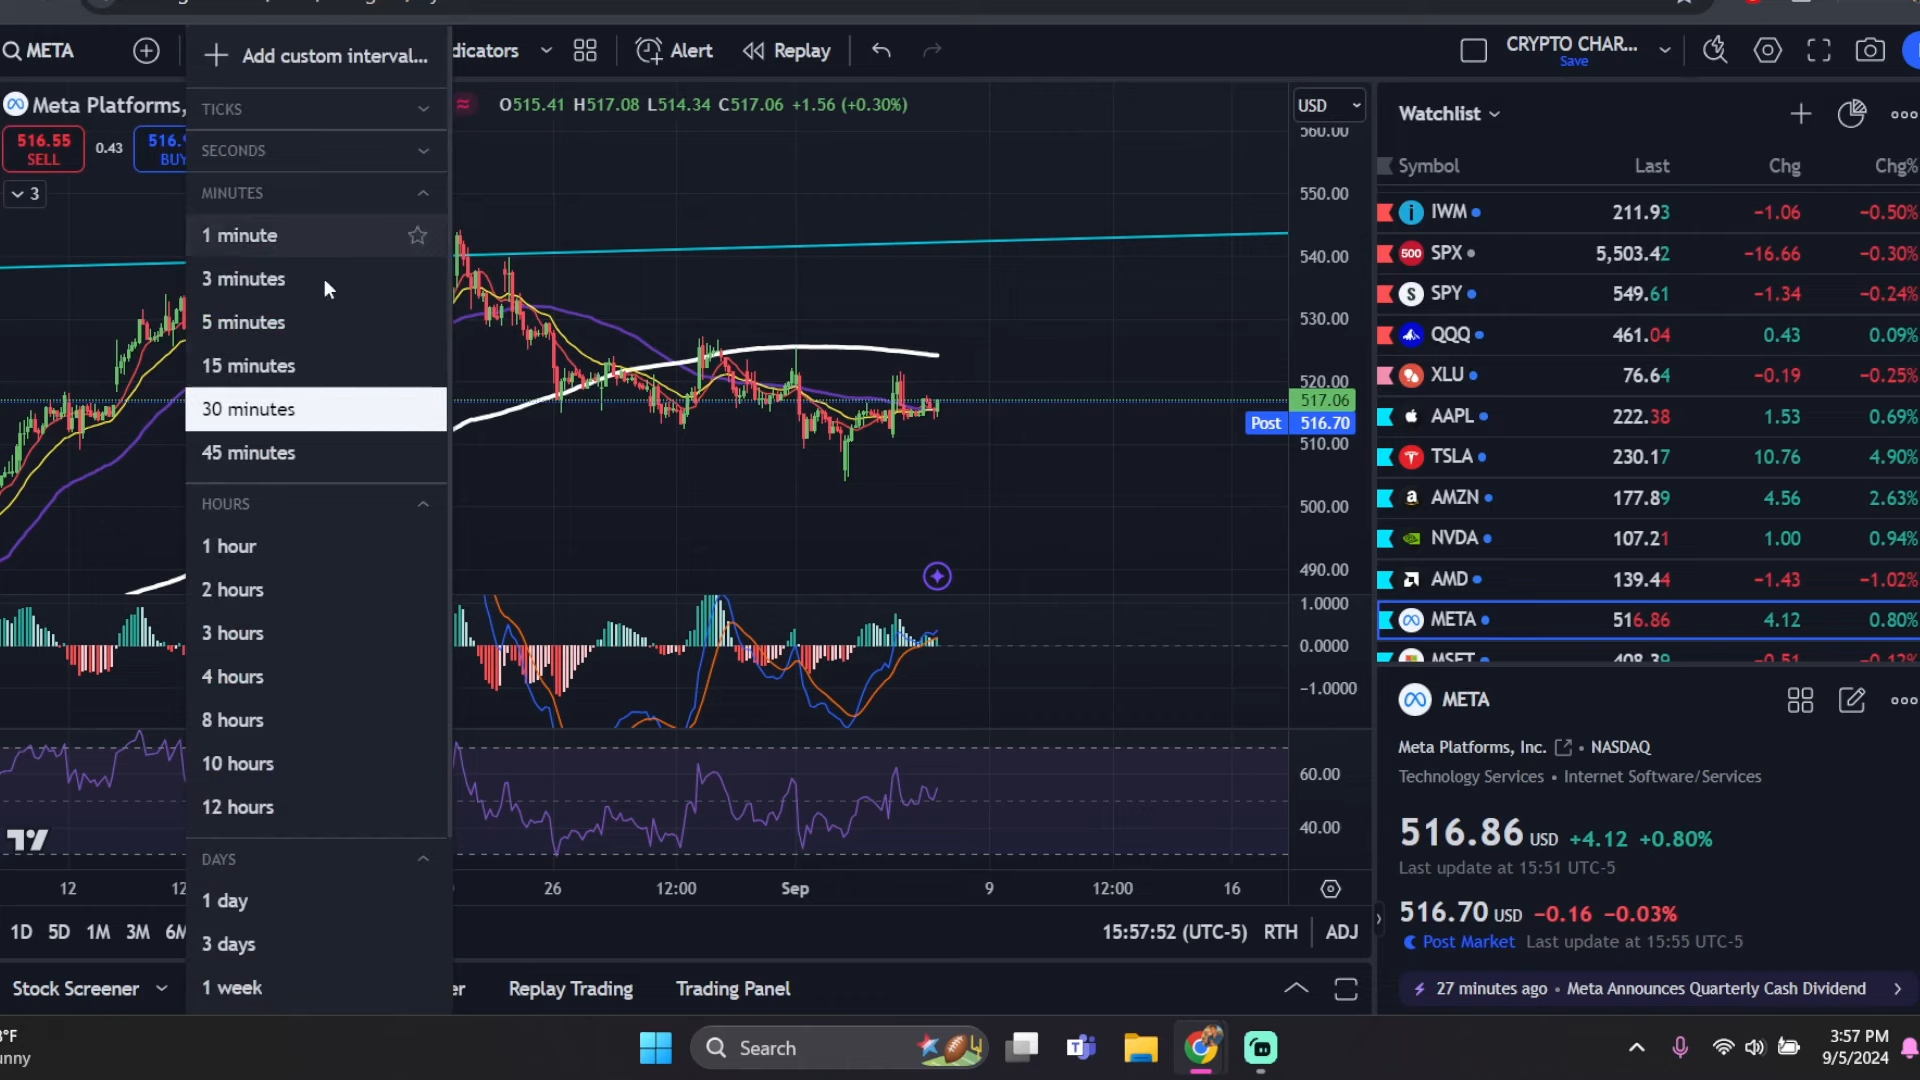 META
Add custom interval...
dicators
Alert
Replay
CRYPTO CHAR...
Save
Meta Platforms,
TICKS
O515.41 H517.08 L514.34 C517.06 +1.56 (+0.30%)
USD
Watchlist
516.55
SELL
0.43
BUY
SECONDS
Symbol Last Chg Chg%
3
MINUTES
1 minute
3 minutes
5 minutes
15 minutes
30 minutes
45 minutes
HOURS
1 hour
2 hours
3 hours
4 hours
8 hours
10 hours
12 hours
DAYS
1 day
3 days
1 week
560.00
550.00
540.00
530.00
520.00
517.06
Post 516.70
510.00
500.00
490.00
1.0000
0.0000
−1.0000
60.00
40.00
IWM 211.93 −1.06 −0.50%
500 SPX 5,503.42 −16.66 −0.30%
S SPY 549.61 −1.34 −0.24%
QQQ 461.04 0.43 0.09%
XLU 76.64 −0.19 −0.25%
AAPL 222.38 1.53 0.69%
TSLA 230.17 10.76 4.90%
AMZN 177.89 4.56 2.63%
NVDA 107.21 1.00 0.94%
AMD 139.44 −1.43 −1.02%
META 516.86 4.12 0.80%
MSFT 408.39 −0.51 −0.12%
META
Meta Platforms, Inc. • NASDAQ
Technology Services • Internet Software/Services
516.86 USD +4.12 +0.80%
Last update at 15:51 UTC-5
516.70 USD −0.16 −0.03%
Post Market Last update at 15:55 UTC-5
27 minutes ago • Meta Announces Quarterly Cash Dividend
12 26 12:00 Sep 9 12:00 16
1D 5D 1M 3M 6M
15:57:52 (UTC-5) RTH ADJ
Stock Screener
er
Replay Trading
Trading Panel
Search
3:57 PM
9/5/2024